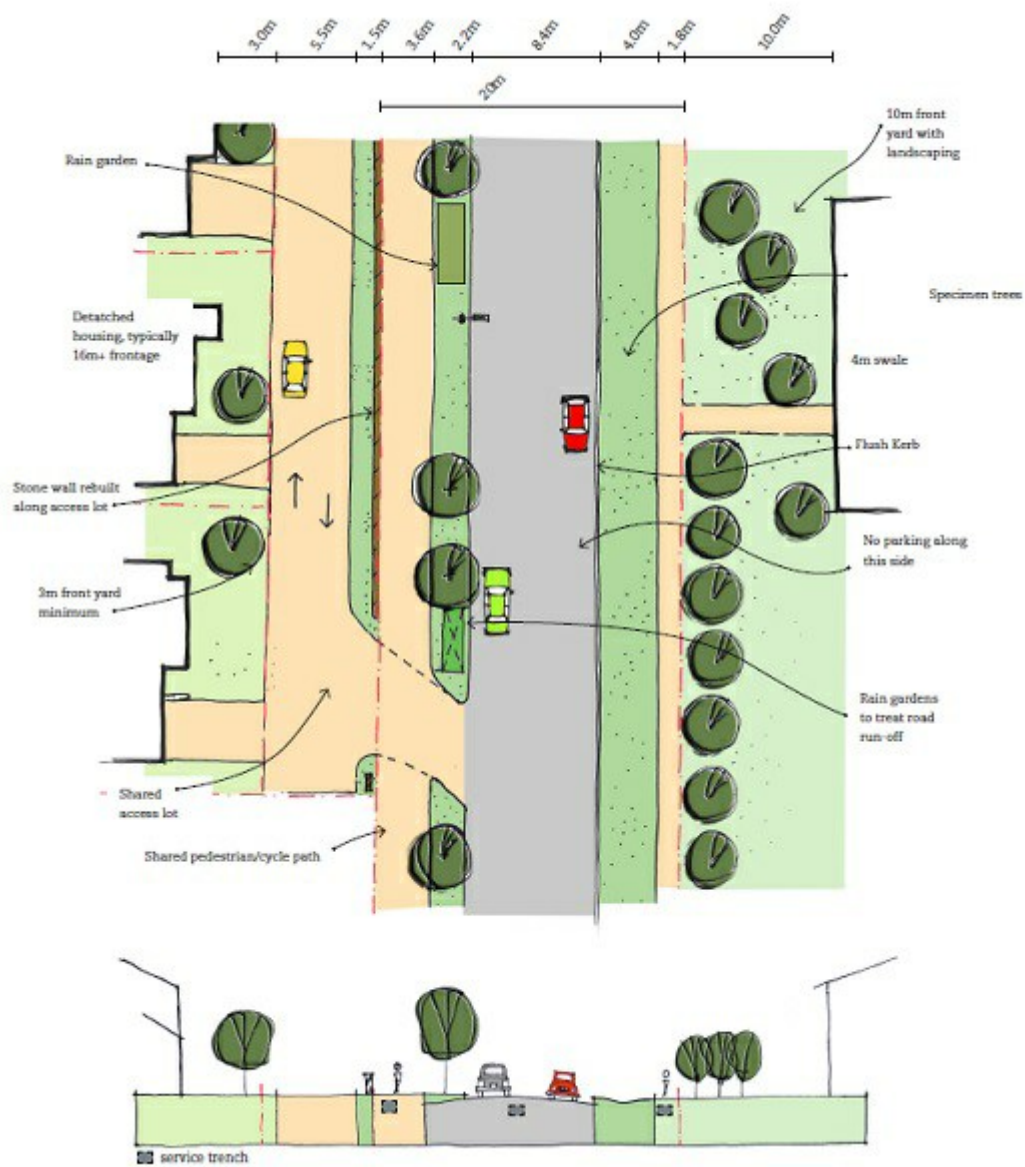 3.0m
5.5m
1.5m
3.6m
2.2m
8.4m
4.0m
1.8m
10.0m
20m
10m front
yard with
landscaping
Rain garden
Specimen trees
Detatched
housing, typically
16m+ frontage
4m swale
Flush Kerb
Stone wall rebuilt
along access lot
No parking along
this side
3m front yard
minimum
Rain gardens
to treat road
run-off
Shared
access lot
Shared pedestrian/cycle path
service trench